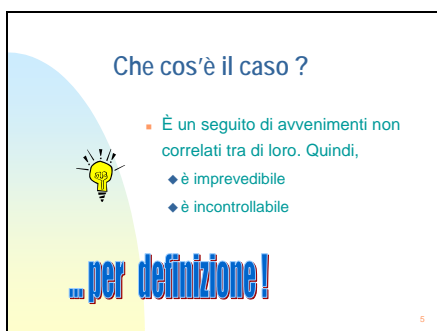 Che cos'è il caso ?
È un seguito di avvenimenti non
correlati tra di loro. Quindi,
è imprevedibile
è incontrollabile
... per definizione !
5